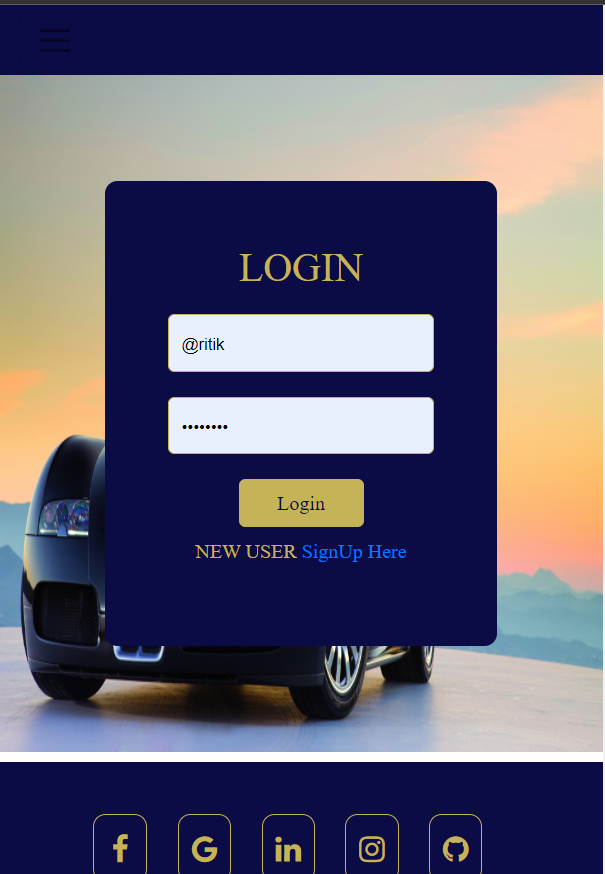 LOGIN
@ritik
••••••••
Login
NEW USER SignUp Here